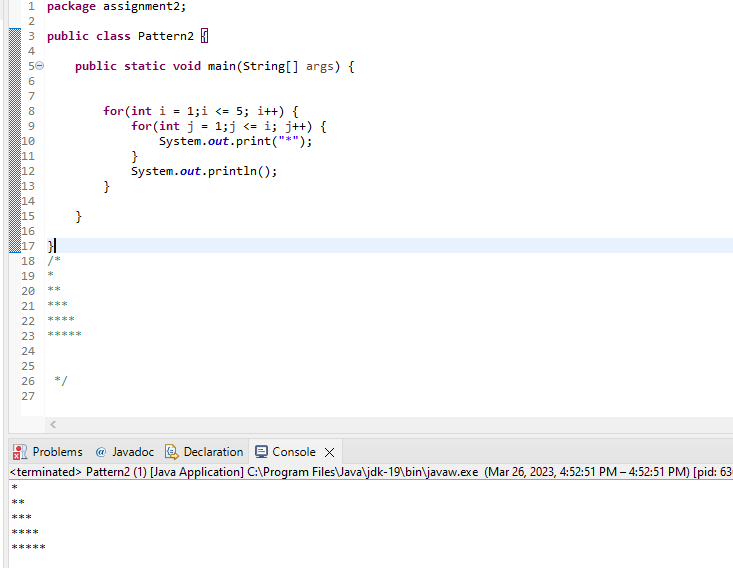 1 package assignment2;
2
3 public class Pattern2 {
4
5 public static void main(String[] args) {
6
7
8 for(int i = 1;i <= 5; i++) {
9 for(int j = 1;j <= i; j++) {
10 System.out.print("*");
11 }
12 System.out.println();
13 }
14
15 }
16
17 }
18 /*
19 *
20 **
21 ***
22 ****
23 *****
24
25
26 */
27
Problems @ Javadoc Declaration Console
<terminated> Pattern2 (1) [Java Application] C:\Program Files\Java\jdk-19\bin\javaw.exe (Mar 26, 2023, 4:52:51 PM – 4:52:51 PM) [pid:
*
**
***
****
*****